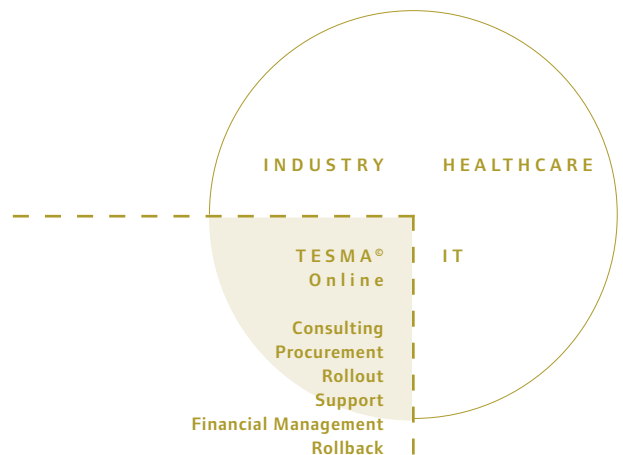 INDUSTRY
HEALTHCARE
TESMA©
Online
IT
Consulting
Procurement
Rollout
Support
Financial Management
Rollback